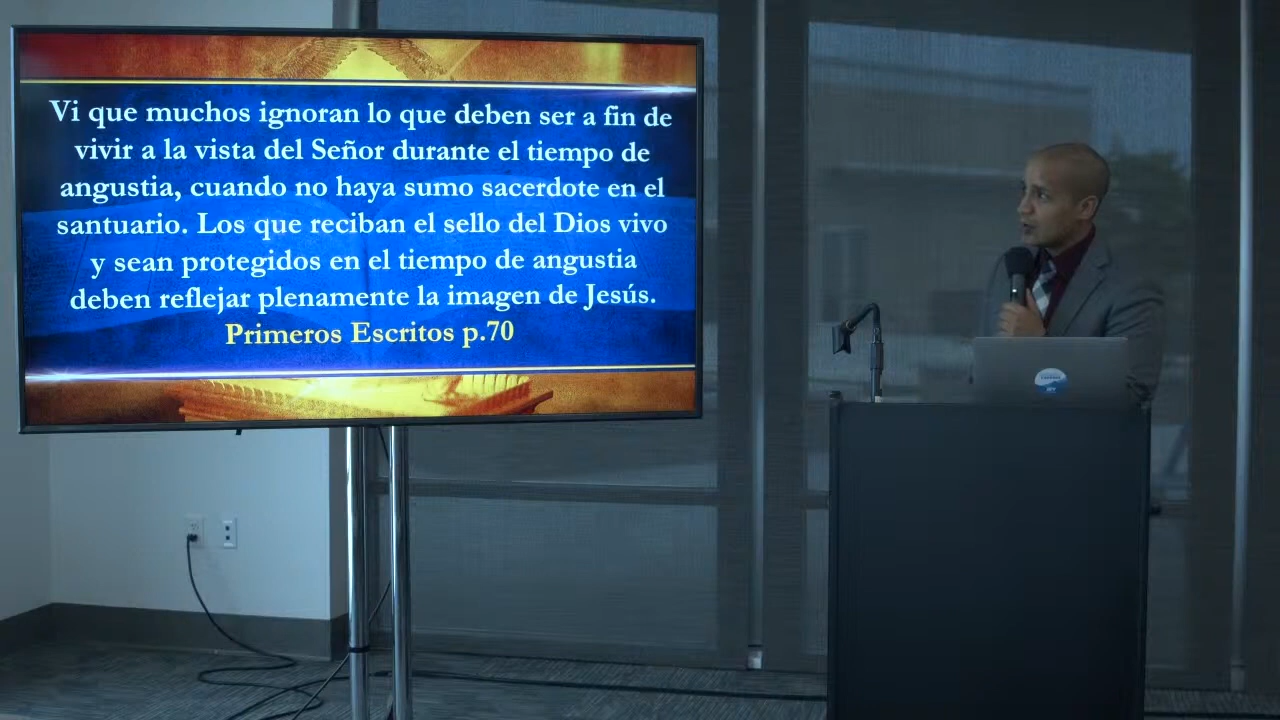 Vi que muchos ignoran lo que deben ser a fin de
vivir a la vista del Señor durante el tiempo de
angustia, cuando no haya sumo sacerdote en el
santuario. Los que reciban el sello del Dios vivo
y sean protegidos en el tiempo de angustia
deben reflejar plenamente la imagen de Jesús.
Primeros Escritos p.70